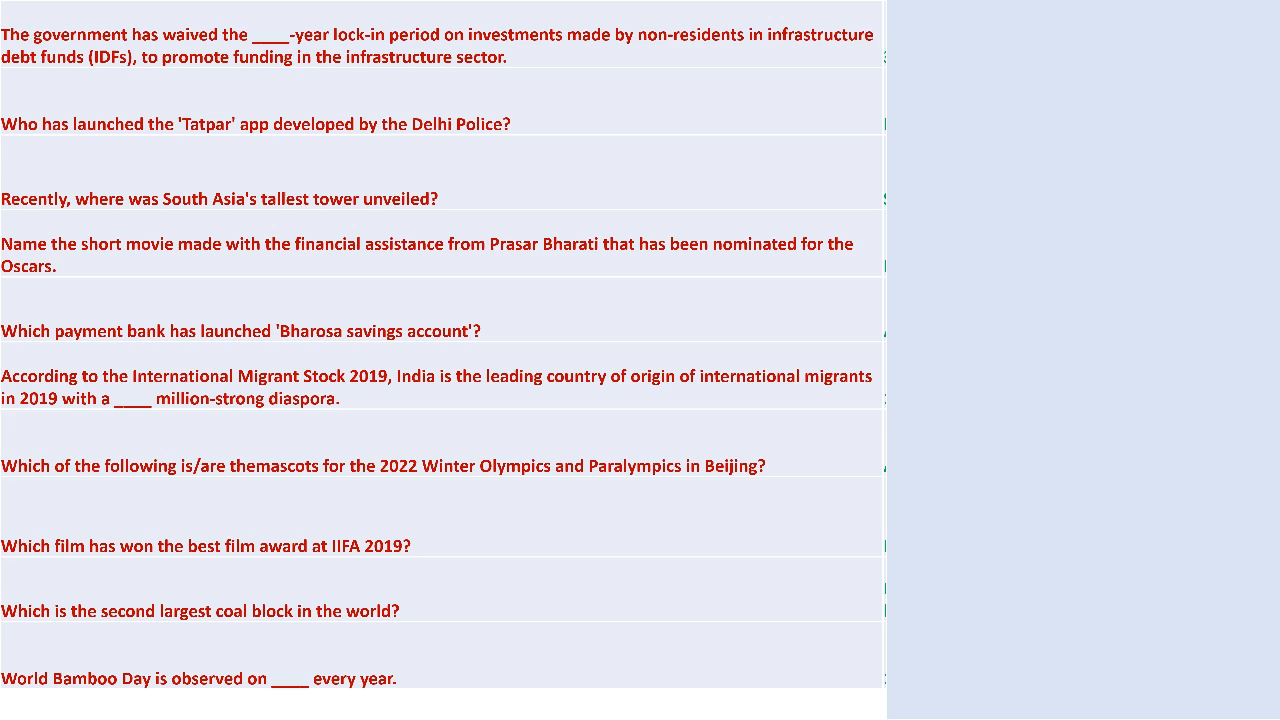 The government has waived the ____-year lock-in period on investments made by non-residents in infrastructure
debt funds (IDFs), to promote funding in the infrastructure sector.
Who has launched the 'Tatpar' app developed by the Delhi Police?
Recently, where was South Asia's tallest tower unveiled?
Name the short movie made with the financial assistance from Prasar Bharati that has been nominated for the
Oscars.
Which payment bank has launched 'Bharosa savings account'?
According to the International Migrant Stock 2019, India is the leading country of origin of international migrants
in 2019 with a ____ million-strong diaspora.
Which of the following is/are themascots for the 2022 Winter Olympics and Paralympics in Beijing?
Which film has won the best film award at IIFA 2019?
Which is the second largest coal block in the world?
World Bamboo Day is observed on ____ every year.